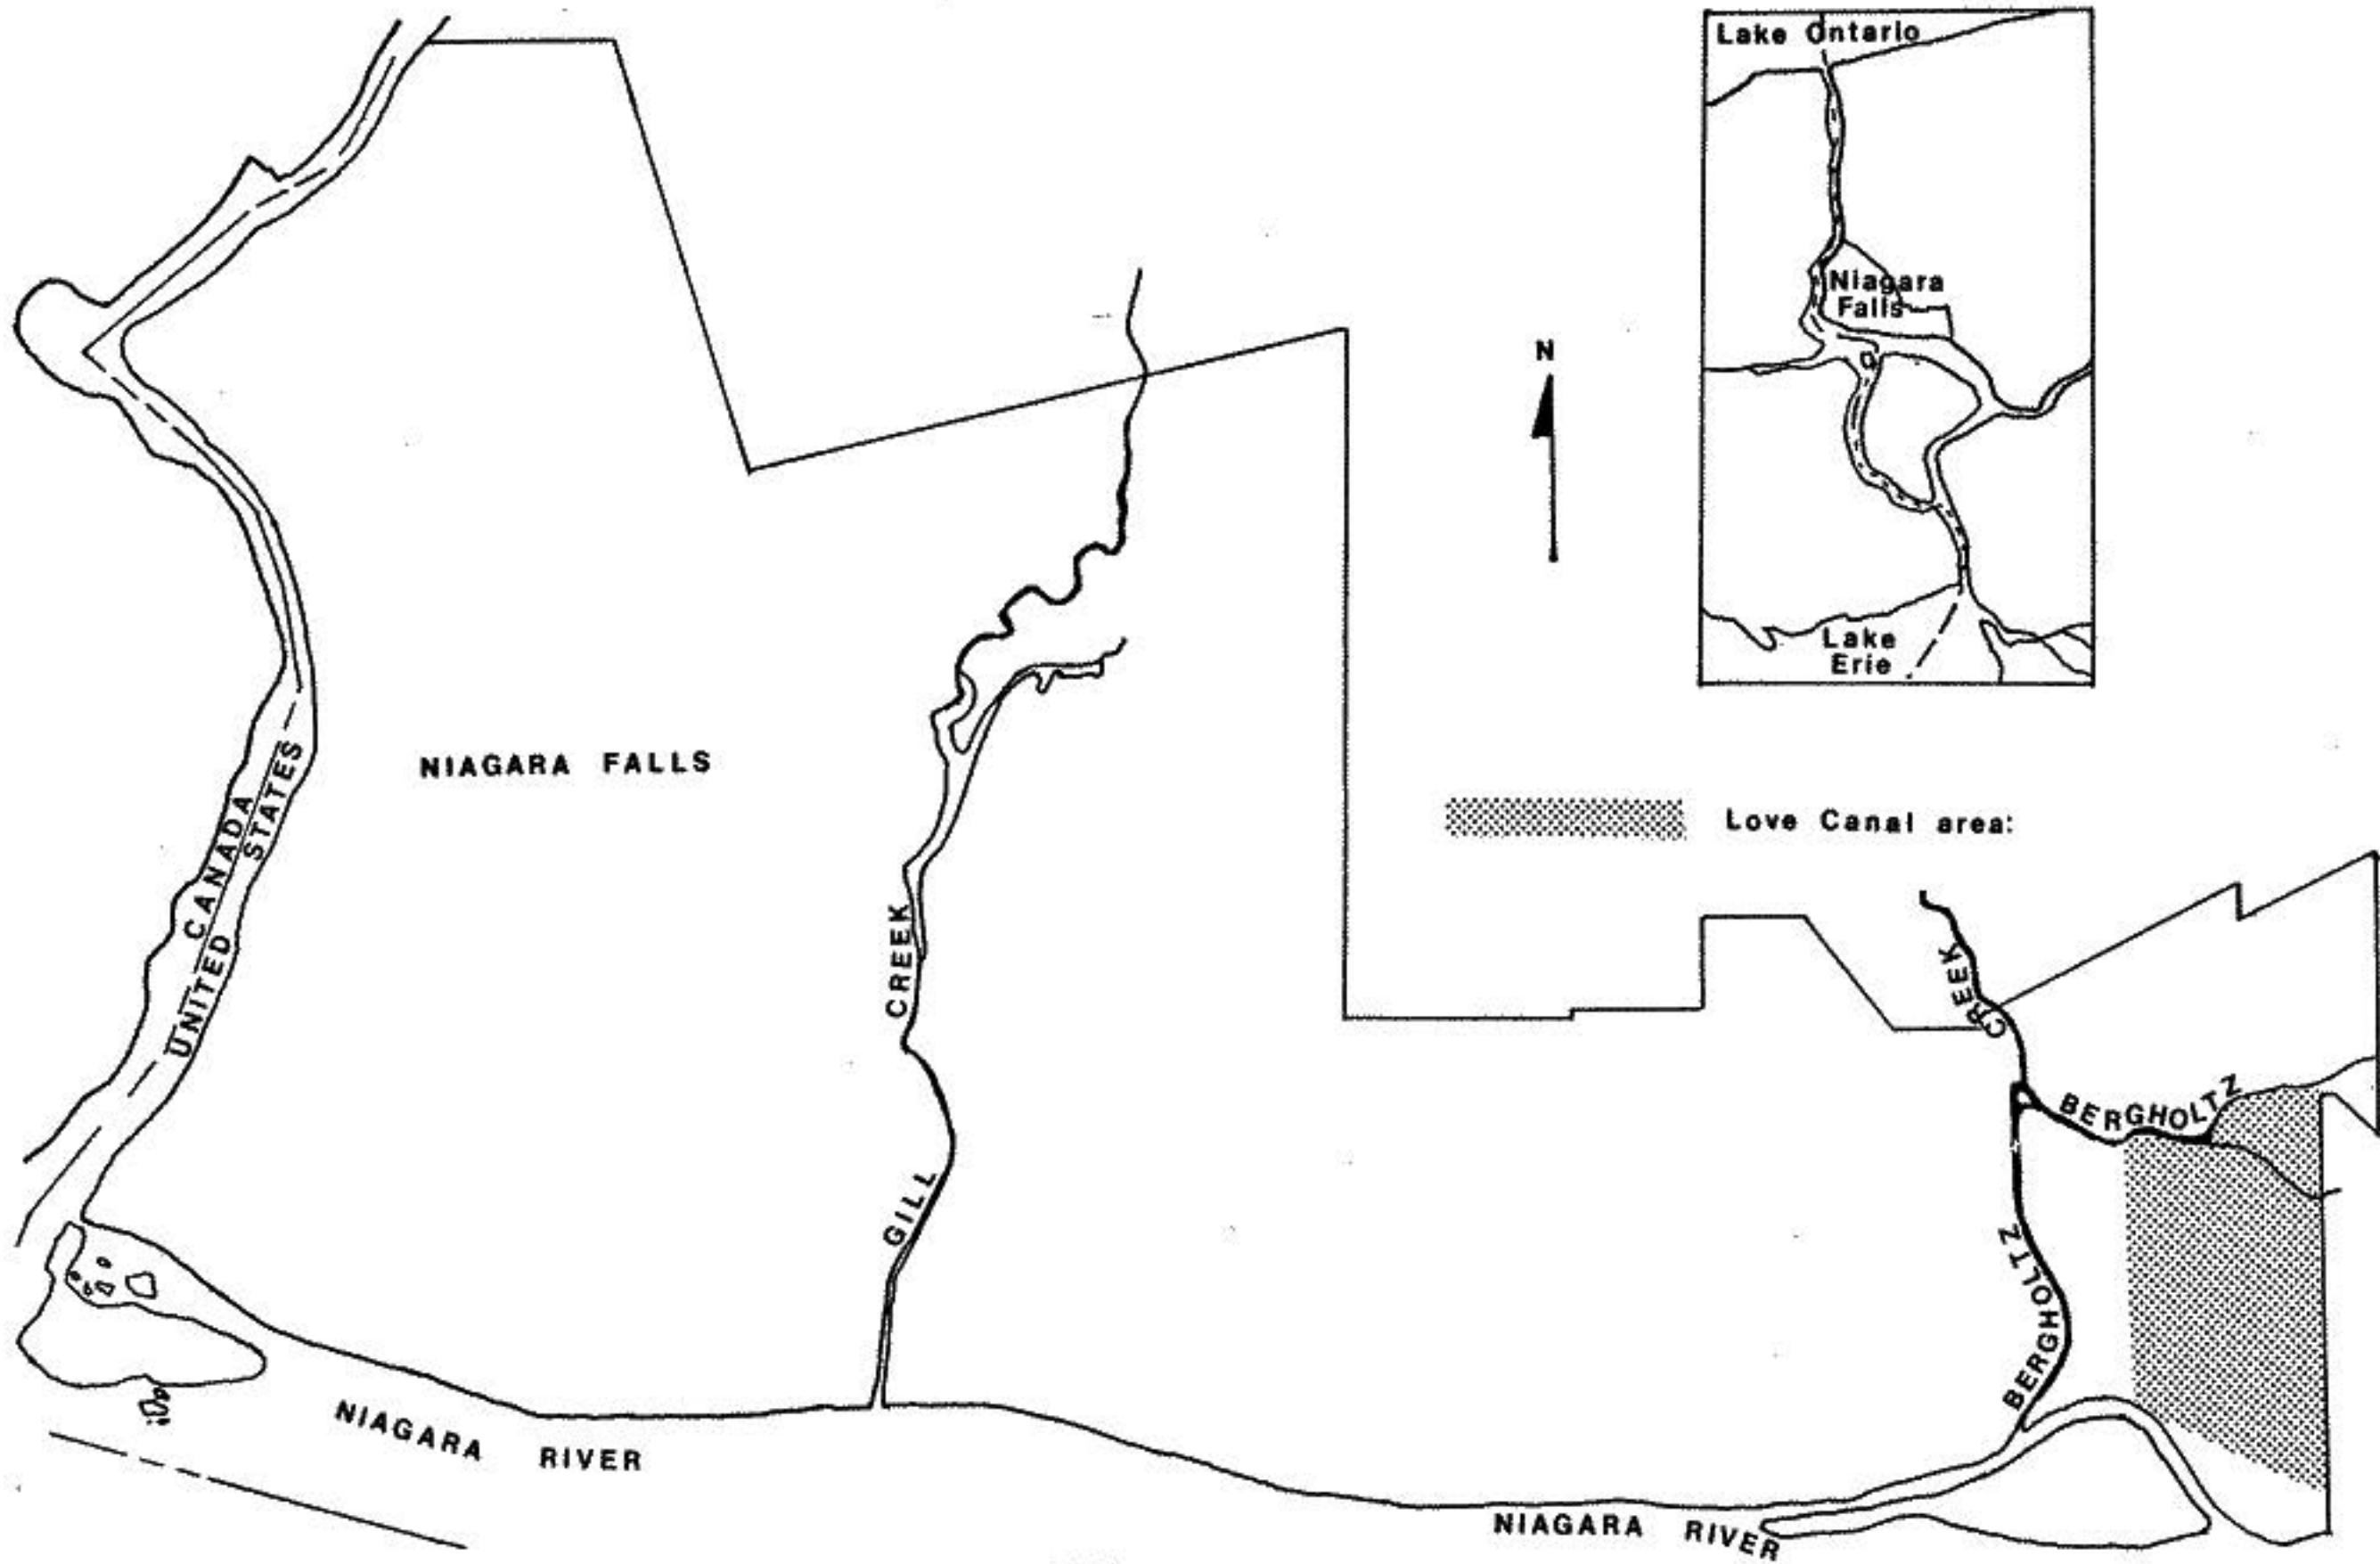 Lake Ontario
Niagara
Falls
Lake
Erie
N
NIAGARA FALLS
Love Canal area:
CANADA
UNITED STATES
CREEK
GILL
CREEK
BERGHOLTZ
BERGHOLTZ
NIAGARA RIVER
NIAGARA RIVER